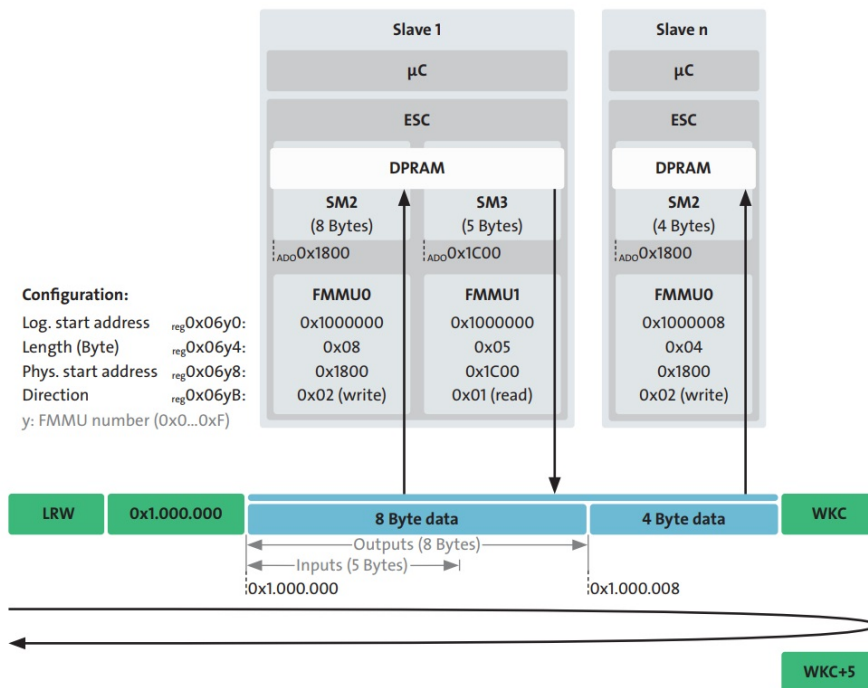 Slave 1
Slave n
µC
µC
ESC
ESC
DPRAM
DPRAM
SM2
(8 Bytes)
SM3
(5 Bytes)
SM2
(4 Bytes)
ADO0x1800
ADO0x1C00
ADO0x1800
Configuration:
FMMU0
FMMU1
FMMU0
Log. start address reg0x06y0: 0x1000000 0x1000000 0x1000008
Length (Byte) reg0x06y4: 0x08 0x05 0x04
Phys. start address reg0x06y8: 0x1800 0x1C00 0x1800
Direction reg0x06yB: 0x02 (write) 0x01 (read) 0x02 (write)
y: FMMU number (0x0...0xF)
LRW 0x1.000.000 8 Byte data 4 Byte data WKC
Outputs (8 Bytes)
Inputs (5 Bytes)
0x1.000.000 0x1.000.008
WKC+5